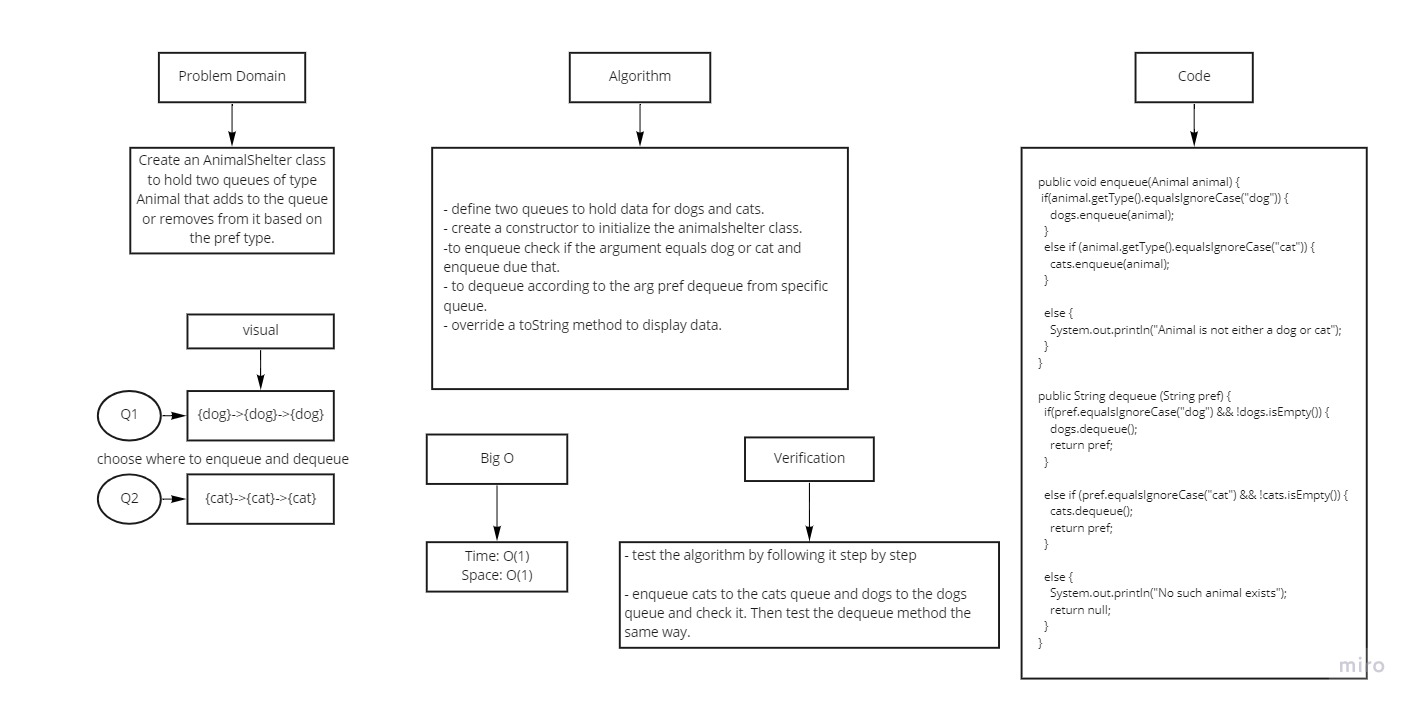 Problem Domain
Create an AnimalShelter class
to hold two queues of type
Animal that adds to the queue
or removes from it based on
the pref type.
visual
Q1
{dog}->{dog}->{dog}
choose where to enqueue and dequeue
Q2
{cat}->{cat}->{cat}
Algorithm
- define two queues to hold data for dogs and cats.
- create a constructor to initialize the animalshelter class.
-to enqueue check if the argument equals dog or cat and
enqueue due that.
- to dequeue according to the arg pref dequeue from specific
queue.
- override a toString method to display data.
Big O
Time: O(1)
Space: O(1)
Verification
- test the algorithm by following it step by step
- enqueue cats to the cats queue and dogs to the dogs
queue and check it. Then test the dequeue method the
same way.
Code
public void enqueue(Animal animal) {
if(animal.getType().equalsIgnoreCase("dog")) {
dogs.enqueue(animal);
}
else if (animal.getType().equalsIgnoreCase("cat")) {
cats.enqueue(animal);
}
else {
System.out.println("Animal is not either a dog or cat");
}
}
public String dequeue (String pref) {
if(pref.equalsIgnoreCase("dog") && !dogs.isEmpty()) {
dogs.dequeue();
return pref;
}
else if (pref.equalsIgnoreCase("cat") && !cats.isEmpty()) {
cats.dequeue();
return pref;
}
else {
System.out.println("No such animal exists");
return null;
}
}
miro